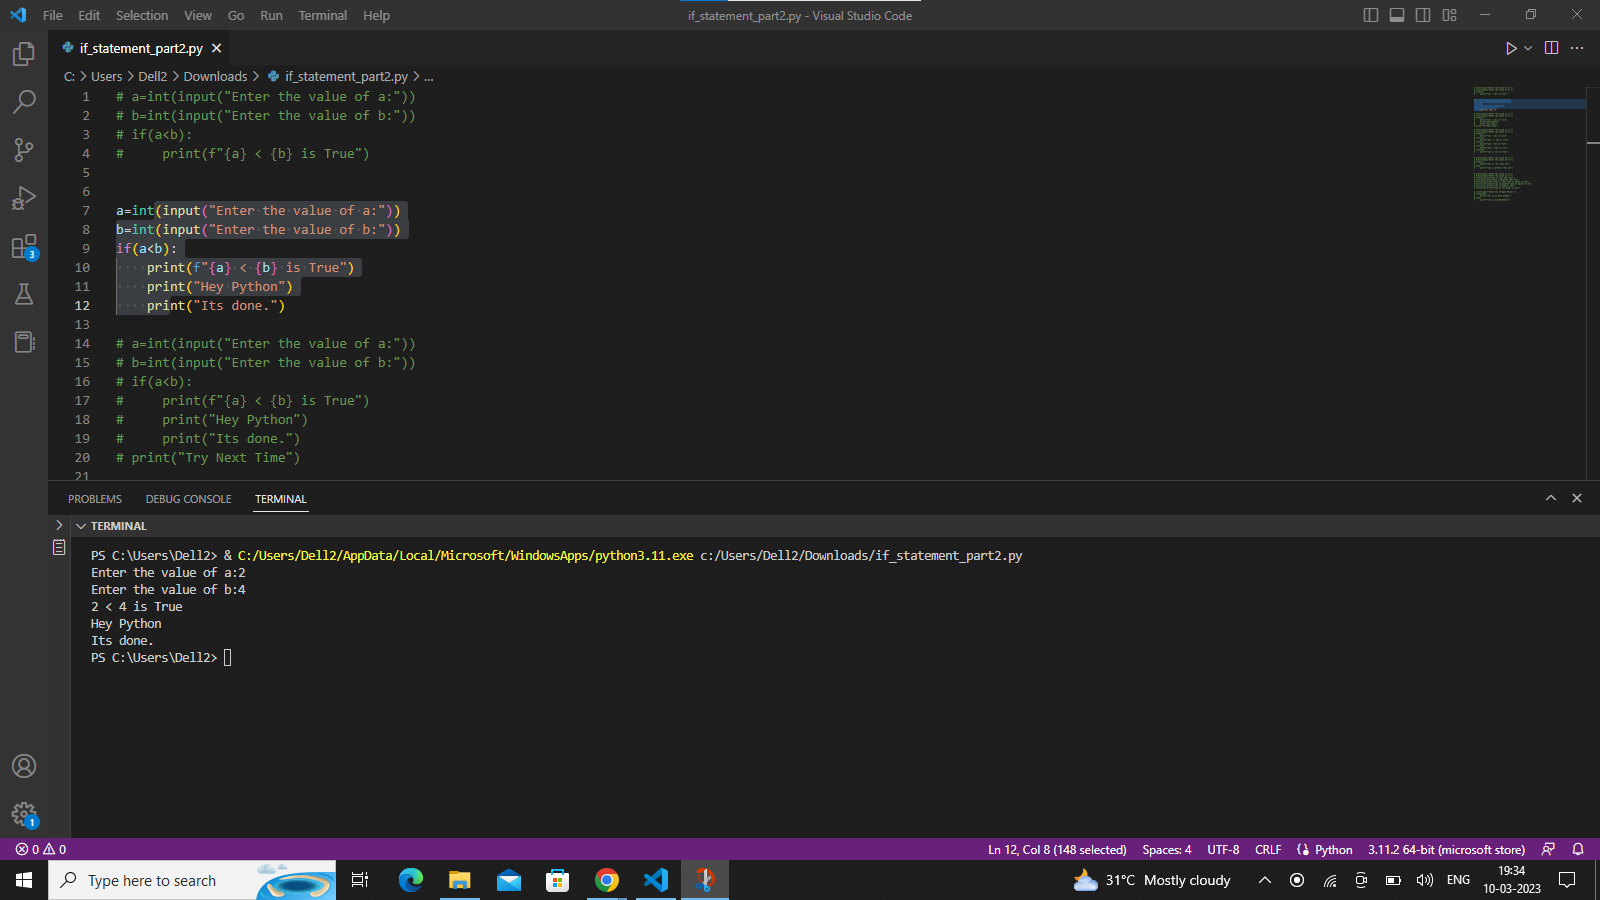 File Edit Selection View Go Run Terminal Help
if_statement_part2.py - Visual Studio Code
if_statement_part2.py
C: > Users > Dell2 > Downloads > if_statement_part2.py > ...
1 # a=int(input("Enter the value of a:"))
2 # b=int(input("Enter the value of b:"))
3 # if(a<b):
4 #     print(f"{a} < {b} is True")
5
6
7 a=int(input("Enter the value of a:"))
8 b=int(input("Enter the value of b:"))
9 if(a<b):
10     print(f"{a} < {b} is True")
11     print("Hey Python")
12     print("Its done.")
13
14 # a=int(input("Enter the value of a:"))
15 # b=int(input("Enter the value of b:"))
16 # if(a<b):
17 #     print(f"{a} < {b} is True")
18 #     print("Hey Python")
19 #     print("Its done.")
20 # print("Try Next Time")
21
3
PROBLEMS DEBUG CONSOLE TERMINAL
TERMINAL
PS C:\Users\Dell2> & C:/Users/Dell2/AppData/Local/Microsoft/WindowsApps/python3.11.exe c:/Users/Dell2/Downloads/if_statement_part2.py
Enter the value of a:2
Enter the value of b:4
2 < 4 is True
Hey Python
Its done.
PS C:\Users\Dell2>
1
0 0 Ln 12, Col 8 (148 selected) Spaces: 4 UTF-8 CRLF Python 3.11.2 64-bit (microsoft store)
Type here to search
31°C Mostly cloudy
ENG
19:34
10-03-2023